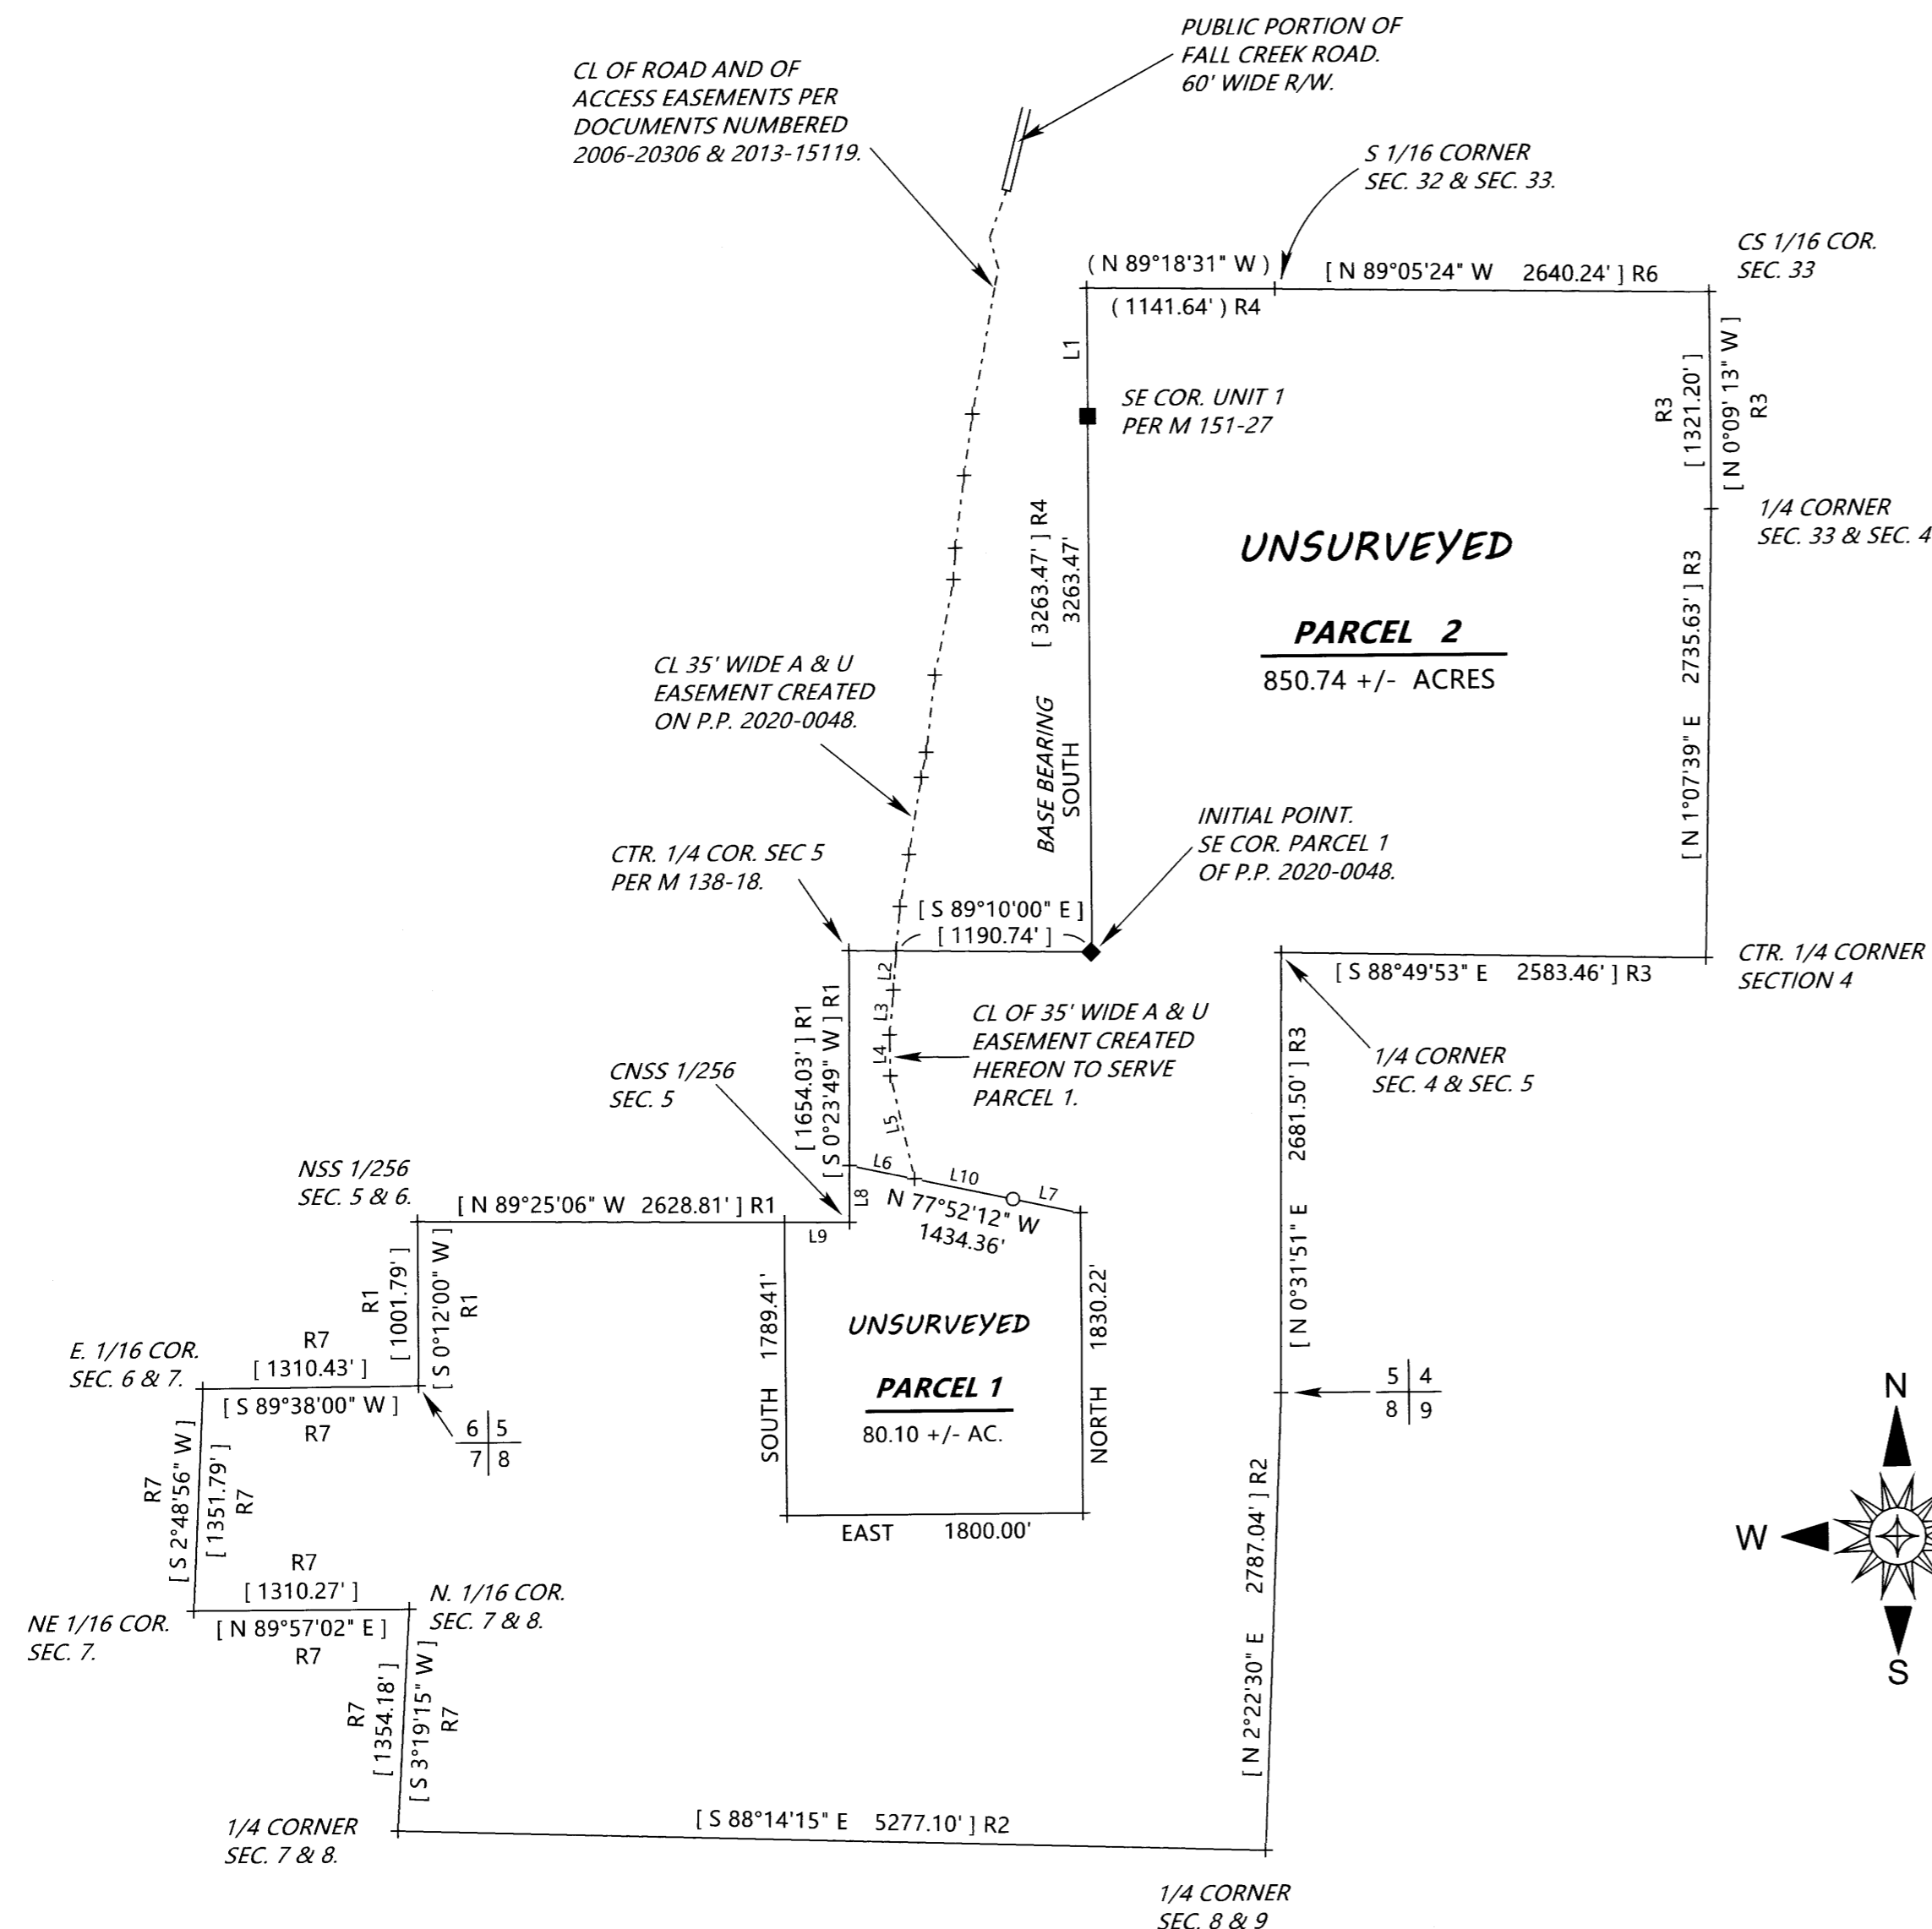 PUBLIC PORTION OF
FALL CREEK ROAD.
60' WIDE R/W.
CL OF ROAD AND OF
ACCESS EASEMENTS PER
DOCUMENTS NUMBERED
2006-20306 & 2013-15119.
S 1/16 CORNER
SEC. 32 & SEC. 33.
CS 1/16 COR.
SEC. 33
( N 89°18'31" W )
( 1141.64' ) R4
[ N 89°05'24" W 2640.24' ] R6
L1
SE COR. UNIT 1
PER M 151-27
R3
[ 1321.20' ]
[ N 0°09' 13" W ]
R3
1/4 CORNER
SEC. 33 & SEC. 4
[ 3263.47' ] R4
3263.47'
BASE BEARING
SOUTH
UNSURVEYED
PARCEL 2
850.74 +/- ACRES
[ N 1°07'39" E 2735.63' ] R3
CL 35' WIDE A & U
EASEMENT CREATED
ON P.P. 2020-0048.
INITIAL POINT.
SE COR. PARCEL 1
OF P.P. 2020-0048.
CTR. 1/4 COR. SEC 5
PER M 138-18.
[ S 89°10'00" E ]
[ 1190.74' ]
CTR. 1/4 CORNER
SECTION 4
[ S 88°49'53" E 2583.46' ] R3
L2
L3
L4
L5
[ 1654.03' ] R1
[ S 0°23'49" W ] R1
CL OF 35' WIDE A & U
EASEMENT CREATED
HEREON TO SERVE
PARCEL 1.
1/4 CORNER
SEC. 4 & SEC. 5
[ N 0°31'51" E 2681.50' ] R3
CNSS 1/256
SEC. 5
NSS 1/256
SEC. 5 & 6.
[ N 89°25'06" W 2628.81' ] R1
L6
L10
L7
L8
L9
N 77°52'12" W
1434.36'
R1
[ 1001.79' ]
[ S 0°12'00" W ]
R1
SOUTH 1789.41'
UNSURVEYED
PARCEL 1
80.10 +/- AC.
NORTH 1830.22'
EAST 1800.00'
E. 1/16 COR.
SEC. 6 & 7.
R7
[ 1310.43' ]
[ S 89°38'00" W ]
R7
6 5
7 8
5 4
8 9
R7
[ S 2°48'56" W ]
[ 1351.79' ]
R7
R7
[ 1310.27' ]
[ N 89°57'02" E ]
R7
N. 1/16 COR.
SEC. 7 & 8.
NE 1/16 COR.
SEC. 7.
R7
[ 1354.18' ]
[ S 3°19'15" W ]
R7
[ N 2°22'30" E 2787.04' ] R2
1/4 CORNER
SEC. 7 & 8.
[ S 88°14'15" E 5277.10' ] R2
1/4 CORNER
SEC. 8 & 9
N
W
S